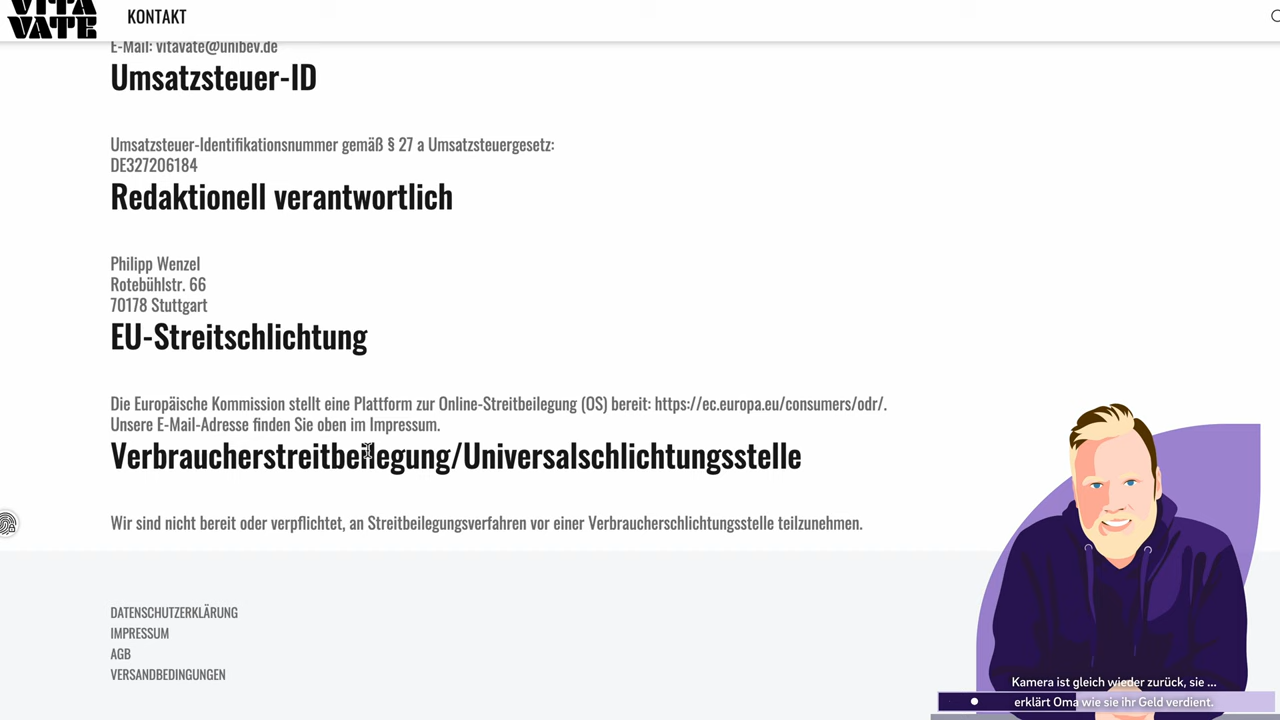 VITA
VATE
KONTAKT
E-Mail: vitavate@unibev.de
Umsatzsteuer-ID
Umsatzsteuer-Identifikationsnummer gemäß § 27 a Umsatzsteuergesetz:
DE327206184
Redaktionell verantwortlich
Philipp Wenzel
Rotebühlstr. 66
70178 Stuttgart
EU-Streitschlichtung
Die Europäische Kommission stellt eine Plattform zur Online-Streitbeilegung (OS) bereit: https://ec.europa.eu/consumers/odr/.
Unsere E-Mail-Adresse finden Sie oben im Impressum.
Verbraucherstreitbeilegung/Universalschlichtungsstelle
Wir sind nicht bereit oder verpflichtet, an Streitbeilegungsverfahren vor einer Verbraucherschlichtungsstelle teilzunehmen.
DATENSCHUTZERKLÄRUNG
IMPRESSUM
AGB
VERSANDBEDINGUNGEN
Kamera ist gleich wieder zurück, sie ...
erklärt Oma wie sie ihr Geld verdient.